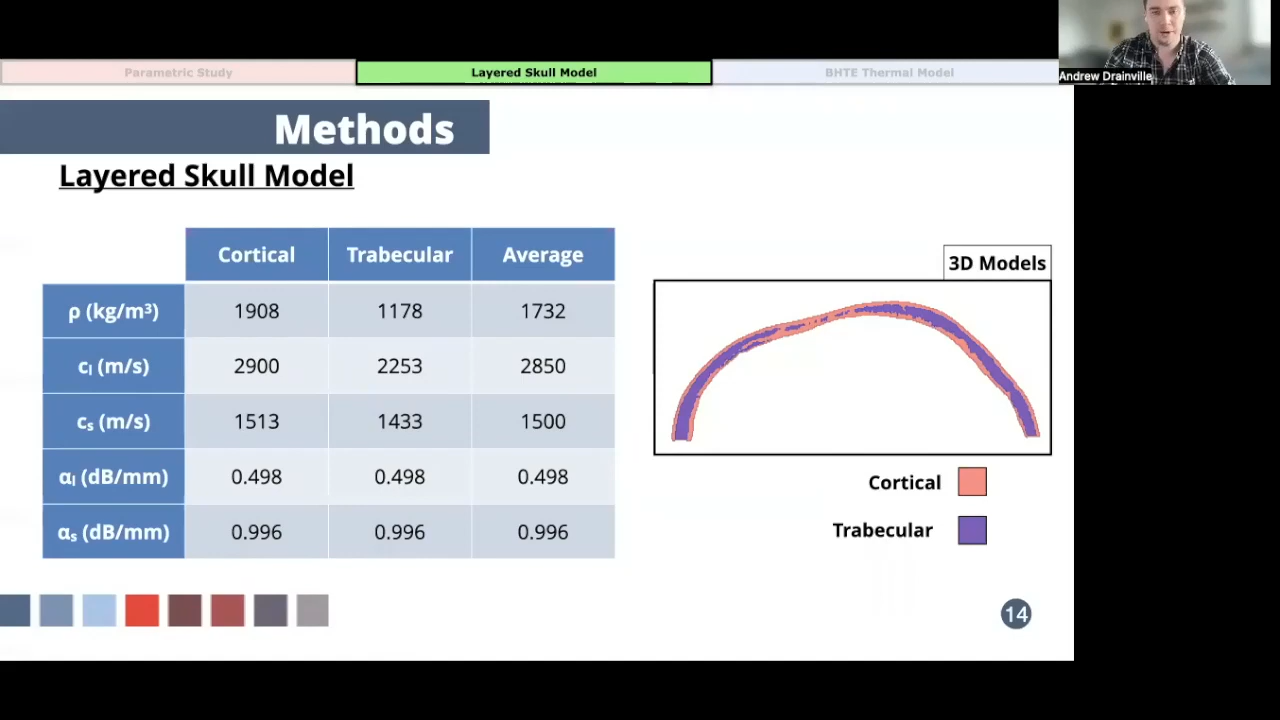 Parametric Study
Layered Skull Model
BHTE Thermal Model
Andrew Drainville
Methods
Layered Skull Model
Cortical Trabecular Average
ρ (kg/m³) 1908 1178 1732
cₗ (m/s) 2900 2253 2850
cₛ (m/s) 1513 1433 1500
αₗ (dB/mm) 0.498 0.498 0.498
αₛ (dB/mm) 0.996 0.996 0.996
3D Models
Cortical
Trabecular
14